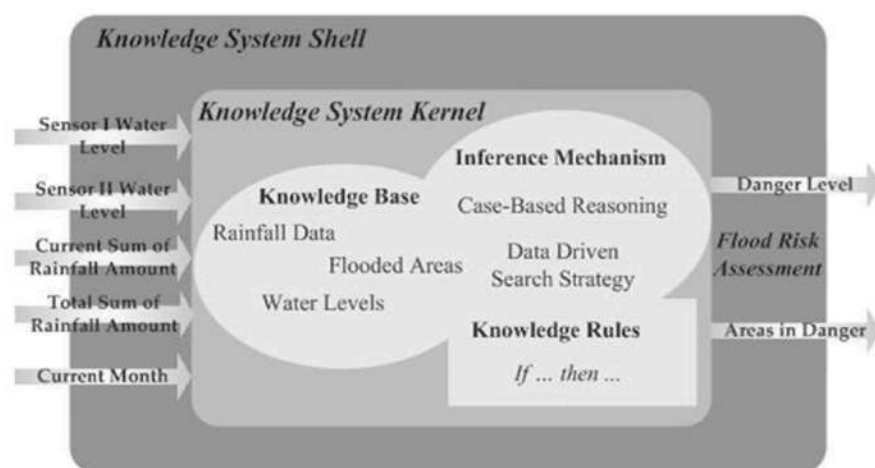 Knowledge System Shell
Knowledge System Kernel
Sensor I Water
Level
Sensor II Water
Level
Current Sum of
Rainfall Amount
Total Sum of
Rainfall Amount
Current Month
Knowledge Base
Rainfall Data
Flooded Areas
Water Levels
Inference Mechanism
Case-Based Reasoning
Data Driven
Search Strategy
Knowledge Rules
If ... then ...
Danger Level
Flood Risk
Assessment
Areas in Danger